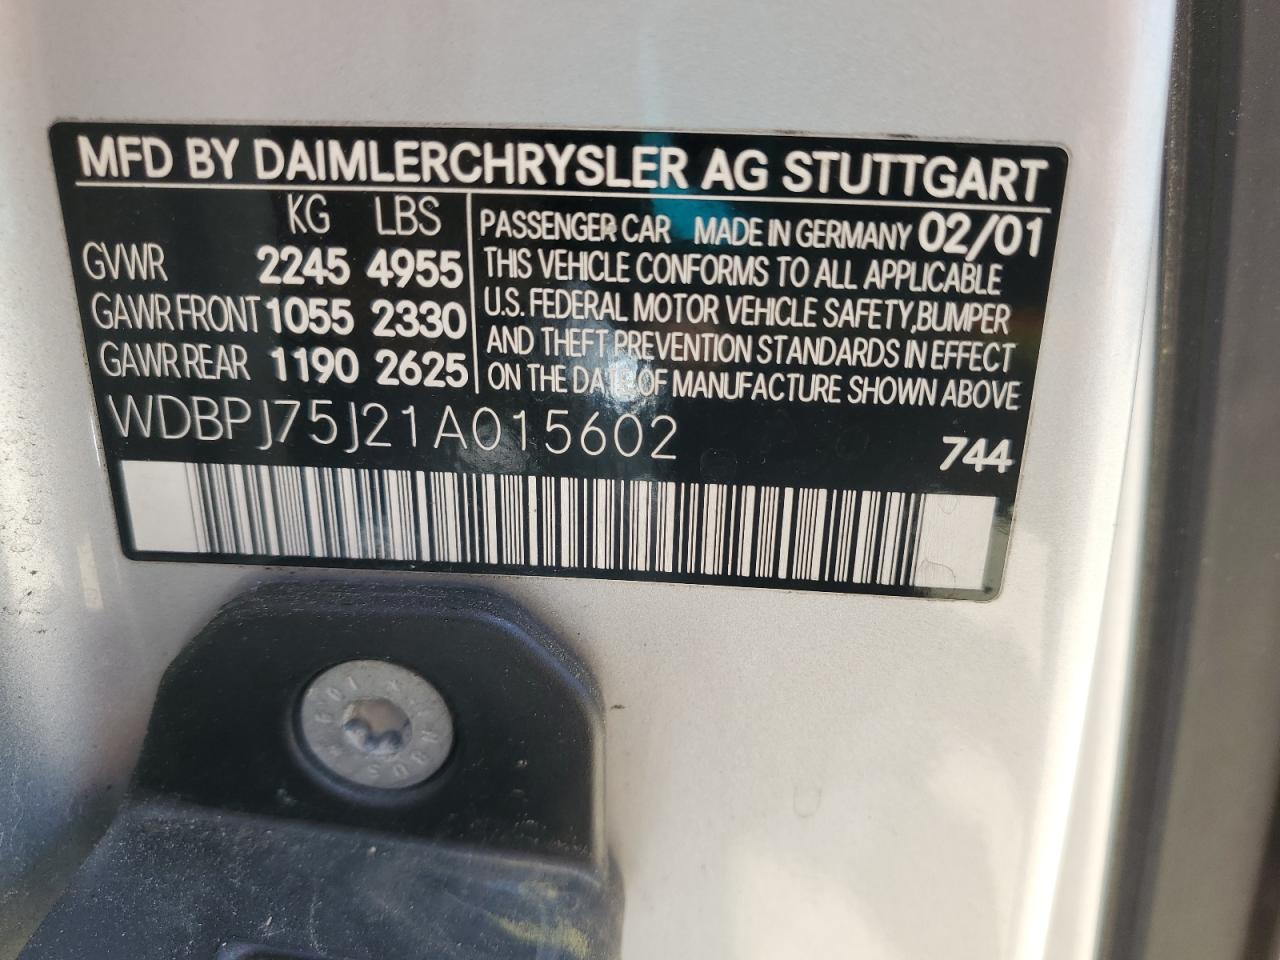 MFD BY DAIMLERCHRYSLER AG STUTTGART
KG LBS
GVWR 2245 4955
GAWR FRONT 1055 2330
GAWR REAR 1190 2625
PASSENGER CAR MADE IN GERMANY 02/01
THIS VEHICLE CONFORMS TO ALL APPLICABLE
U.S. FEDERAL MOTOR VEHICLE SAFETY,BUMPER
AND THEFT PREVENTION STANDARDS IN EFFECT
ON THE DATE OF MANUFACTURE SHOWN ABOVE
WDBPJ75J21A015602
744